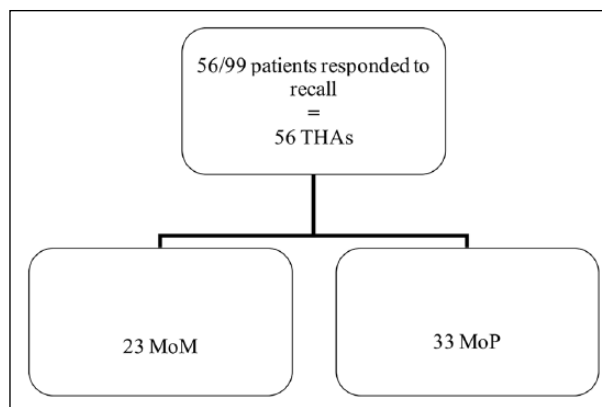 56/99 patients responded to
recall
=
56 THAs
23 MoM
33 MoP